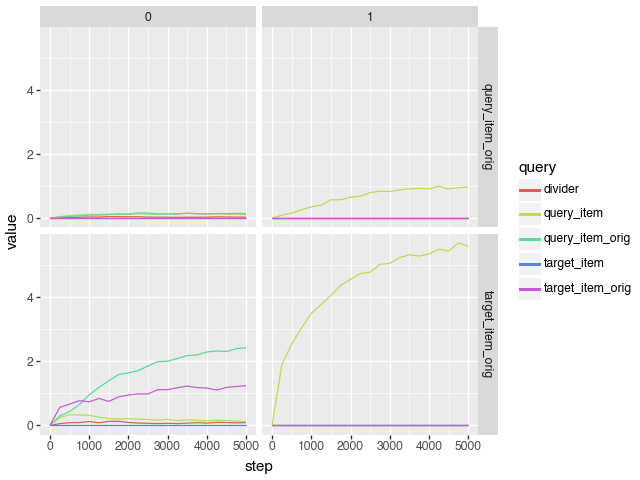 0
1
4
2
0
query_item_orig
4
2
0
target_item_orig
0 1000 2000 3000 4000 5000
0 1000 2000 3000 4000 5000
step
value
query
divider
query_item
query_item_orig
target_item
target_item_orig